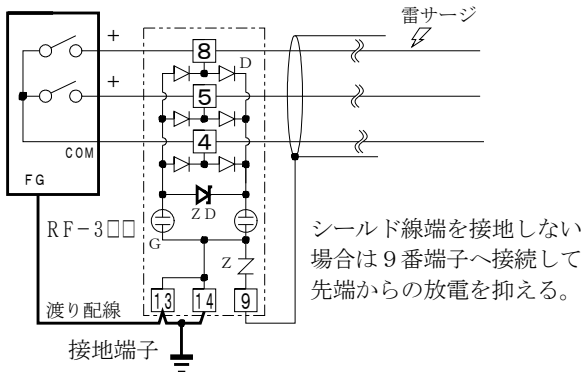 雷サージ
+
8
D
+
5
4
COM
FG
ZD
RF-3□□
G
Z
シールド線端を接地しない
場合は9番端子へ接続して
先端からの放電を抑える。
13
14
9
渡り配線
接地端子